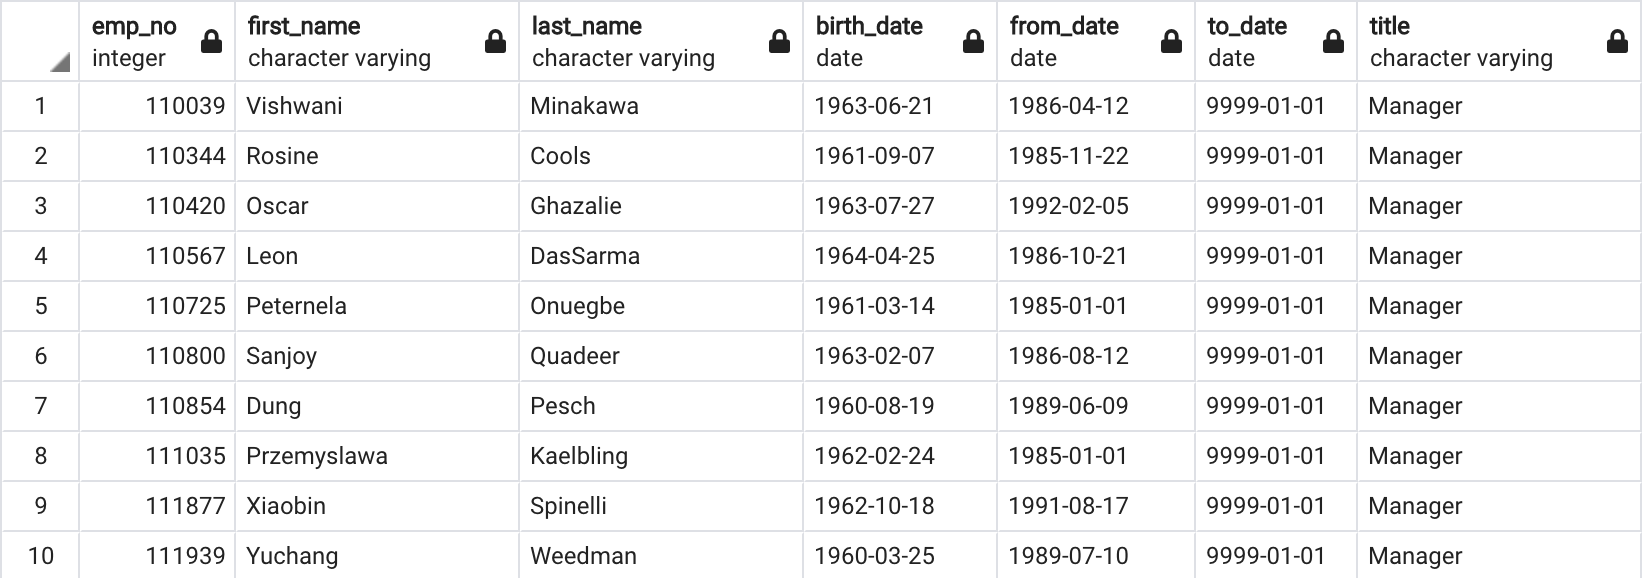 emp_no first_name last_name birth_date from_date to_date title
integer character varying character varying date date date character varying
1 110039 Vishwani Minakawa 1963-06-21 1986-04-12 9999-01-01 Manager
2 110344 Rosine Cools 1961-09-07 1985-11-22 9999-01-01 Manager
3 110420 Oscar Ghazalie 1963-07-27 1992-02-05 9999-01-01 Manager
4 110567 Leon DasSarma 1964-04-25 1986-10-21 9999-01-01 Manager
5 110725 Peternela Onuegbe 1961-03-14 1985-01-01 9999-01-01 Manager
6 110800 Sanjoy Quadeer 1963-02-07 1986-08-12 9999-01-01 Manager
7 110854 Dung Pesch 1960-08-19 1989-06-09 9999-01-01 Manager
8 111035 Przemyslawa Kaelbling 1962-02-24 1985-01-01 9999-01-01 Manager
9 111877 Xiaobin Spinelli 1962-10-18 1991-08-17 9999-01-01 Manager
10 111939 Yuchang Weedman 1960-03-25 1989-07-10 9999-01-01 Manager